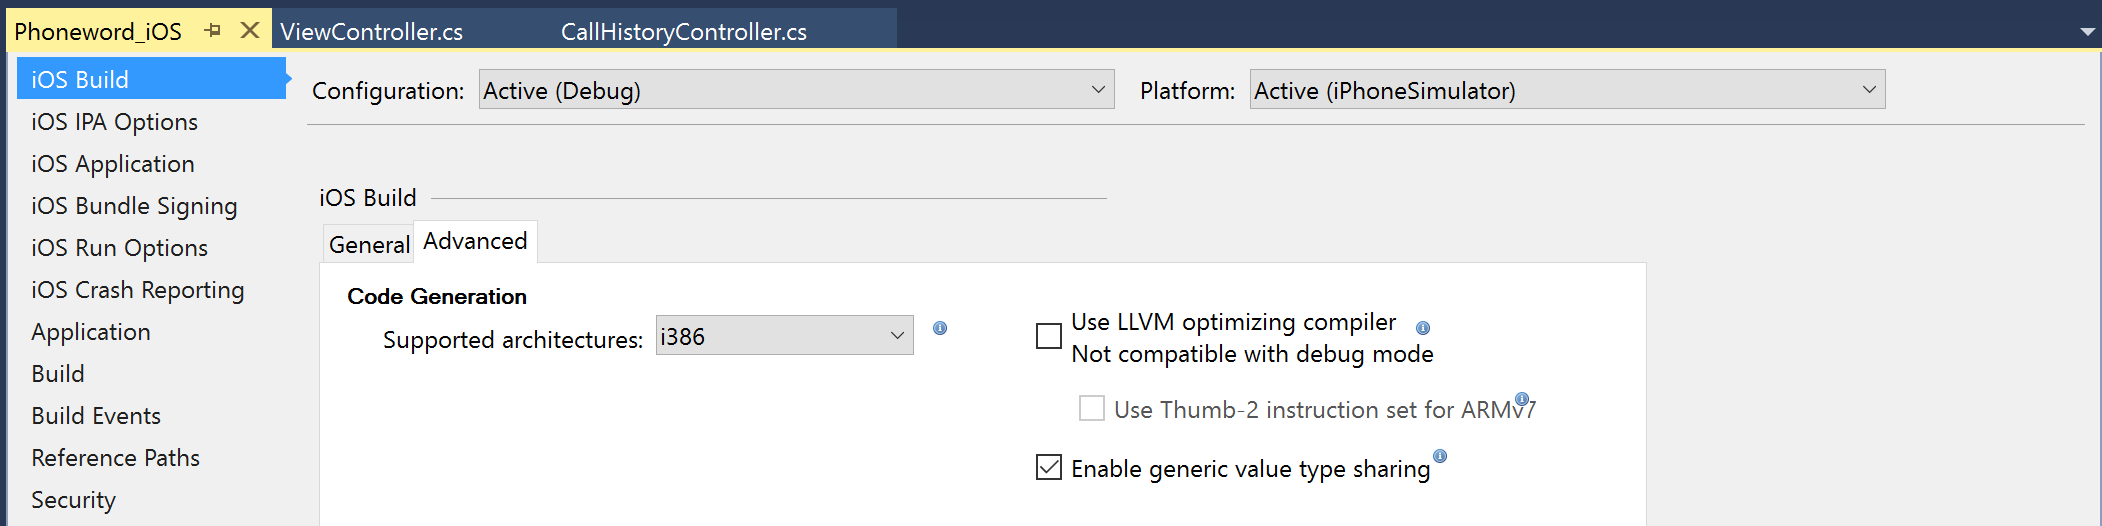 Phoneword_iOS ViewController.cs CallHistoryController.cs
iOS Build
iOS IPA Options
iOS Application
iOS Bundle Signing
iOS Run Options
iOS Crash Reporting
Application
Build
Build Events
Reference Paths
Security
Configuration: Active (Debug) Platform: Active (iPhoneSimulator)
iOS Build
General Advanced
Code Generation
Supported architectures: i386
Use LLVM optimizing compiler
Not compatible with debug mode
Use Thumb-2 instruction set for ARMv7
Enable generic value type sharing